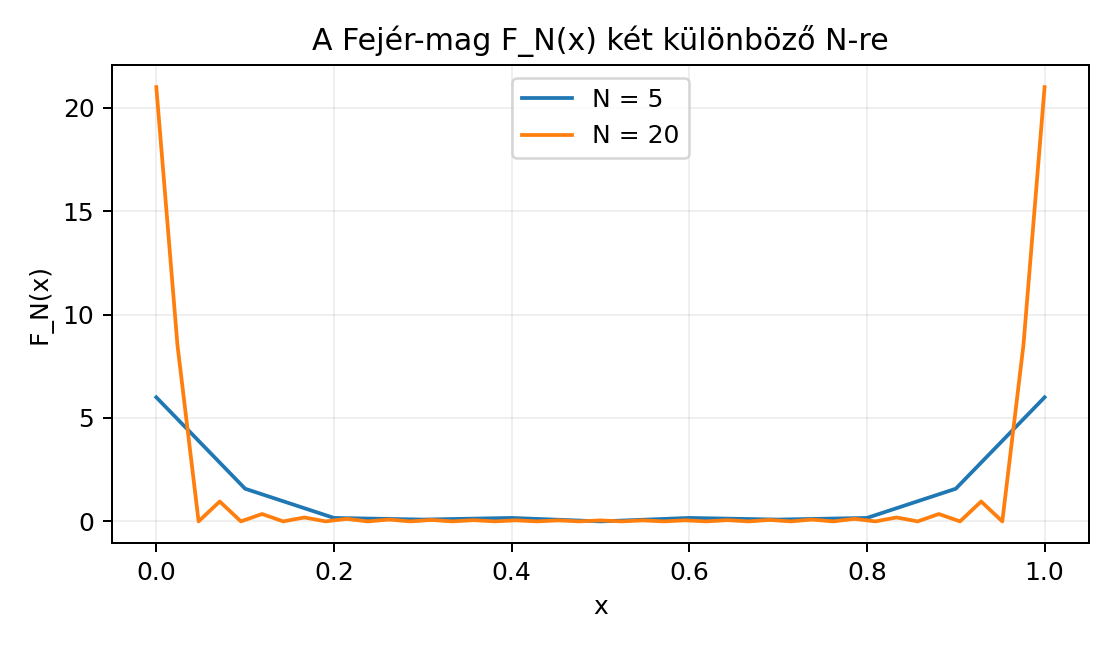 A Fejér-mag F_N(x) két különböző N-re
N = 5
N = 20
F_N(x)
20
15
10
5
0
0.0 0.2 0.4 0.6 0.8 1.0
x